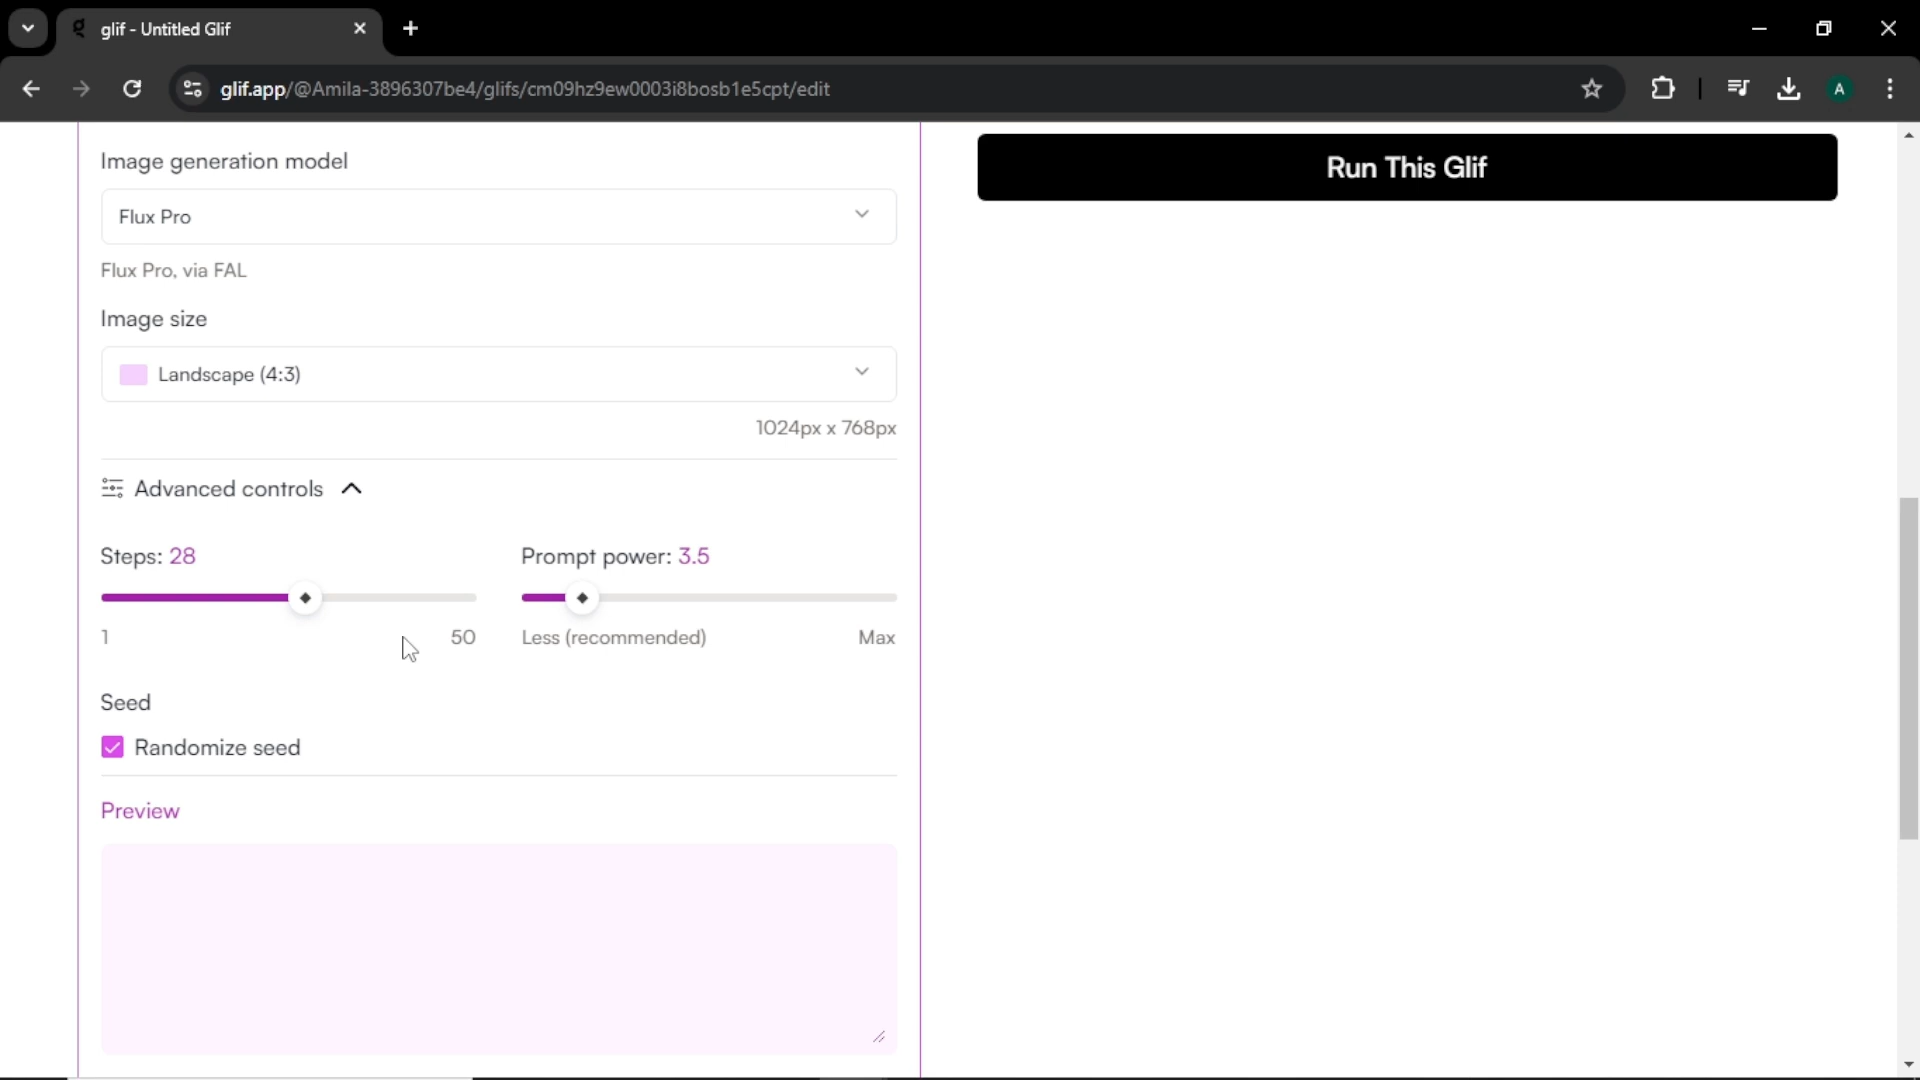 glif - Untitled Glif
glif.app/@Amila-3896307be4/glifs/cm09hz9ew0003i8bosb1e5cpt/edit
A
Image generation model
Flux Pro
Flux Pro, via FAL
Image size
Landscape (4:3)
1024px x 768px
Advanced controls
Steps: 28
1 50
Prompt power: 3.5
Less (recommended) Max
Seed
Randomize seed
Preview
Run This Glif